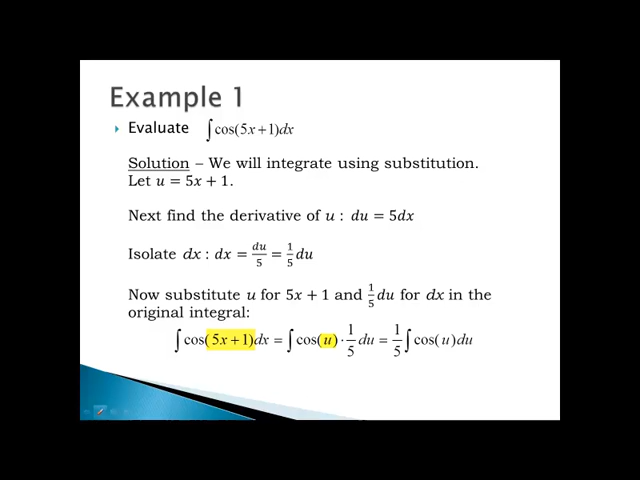 Example 1
Evaluate ∫cos(5x+1)dx
Solution – We will integrate using substitution.
Let u = 5x + 1.
Next find the derivative of u : du = 5dx
Isolate dx : dx = du/5 = 1/5 du
Now substitute u for 5x + 1 and 1/5 du for dx in the
original integral:
∫cos(5x+1)dx = ∫cos(u)·1/5 du = 1/5 ∫cos(u)du